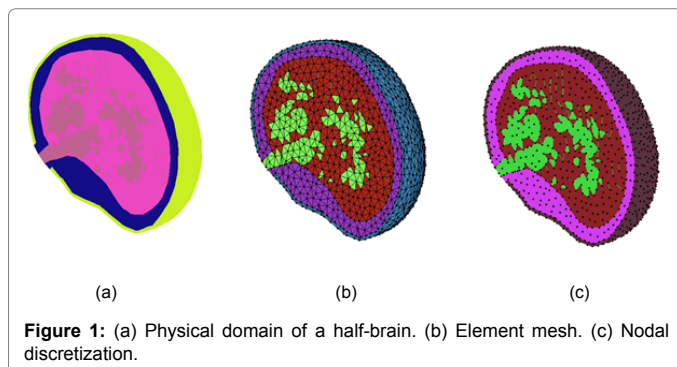 (a) (b) (c)
Figure 1: (a) Physical domain of a half-brain. (b) Element mesh. (c) Nodal
discretization.